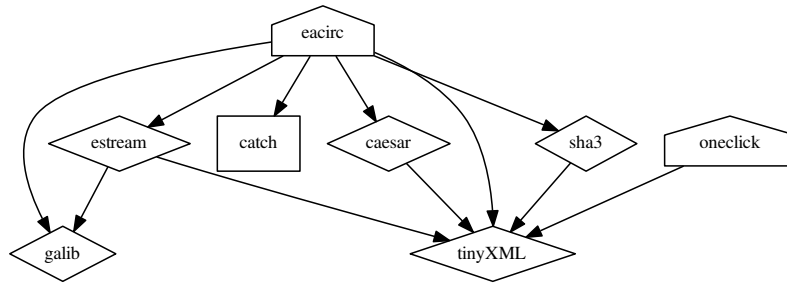 eacirc
estream
catch
caesar
sha3
oneclick
galib
tinyXML